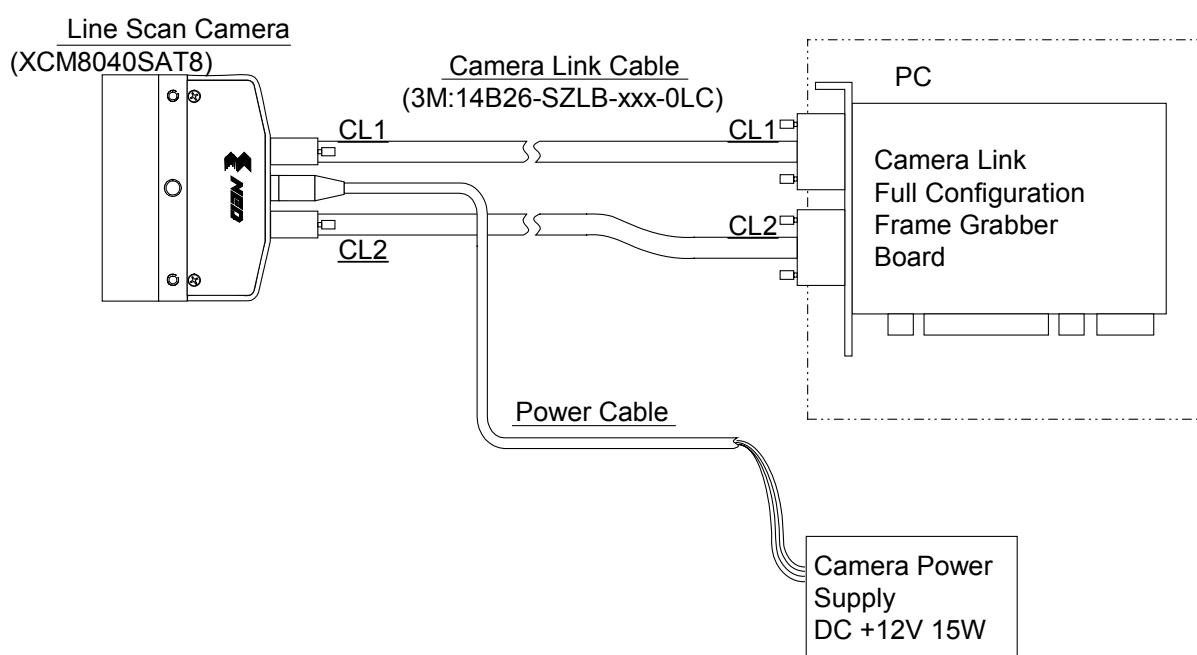 Line Scan Camera
(XCM8040SAT8)
Camera Link Cable
(3M:14B26-SZLB-xxx-0LC)
PC
CL1
CL1
Camera Link
Full Configuration
Frame Grabber
Board
NED
CL2
CL2
Power Cable
Camera Power
Supply
DC +12V 15W